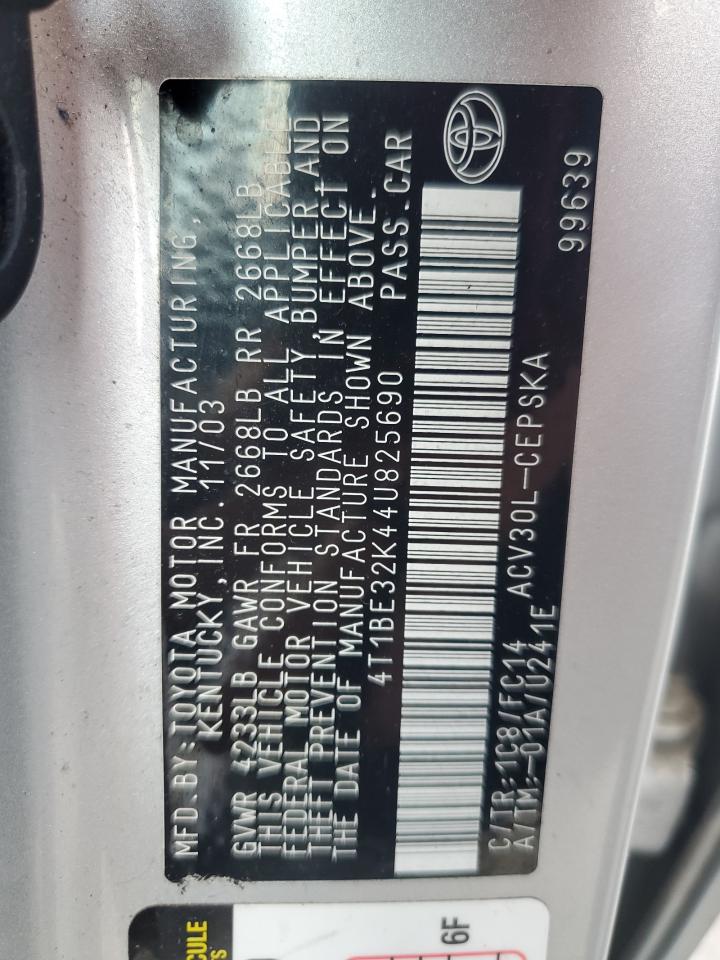 MFD.BY:TOYOTA MOTOR MANUFACTURING,
KENTUCKY, INC. 11/03
GVWR 4233LB GAWR FR 2668LB RR 2668LB
THIS VEHICLE CONFORMS TO ALL APPLICABLE
FEDERAL MOTOR VEHICLE SAFETY, BUMPER AND
THEFT PREVENTION STANDARDS IN EFFECT ON
THE DATE OF MANUFACTURE SHOWN ABOVE.
4T1BE32K44U825690 PASS.CAR
C/TR:1C8/FC14 ACV30L-CEPSKA
A/TM:-01A/U241E
99639
CULE
6F